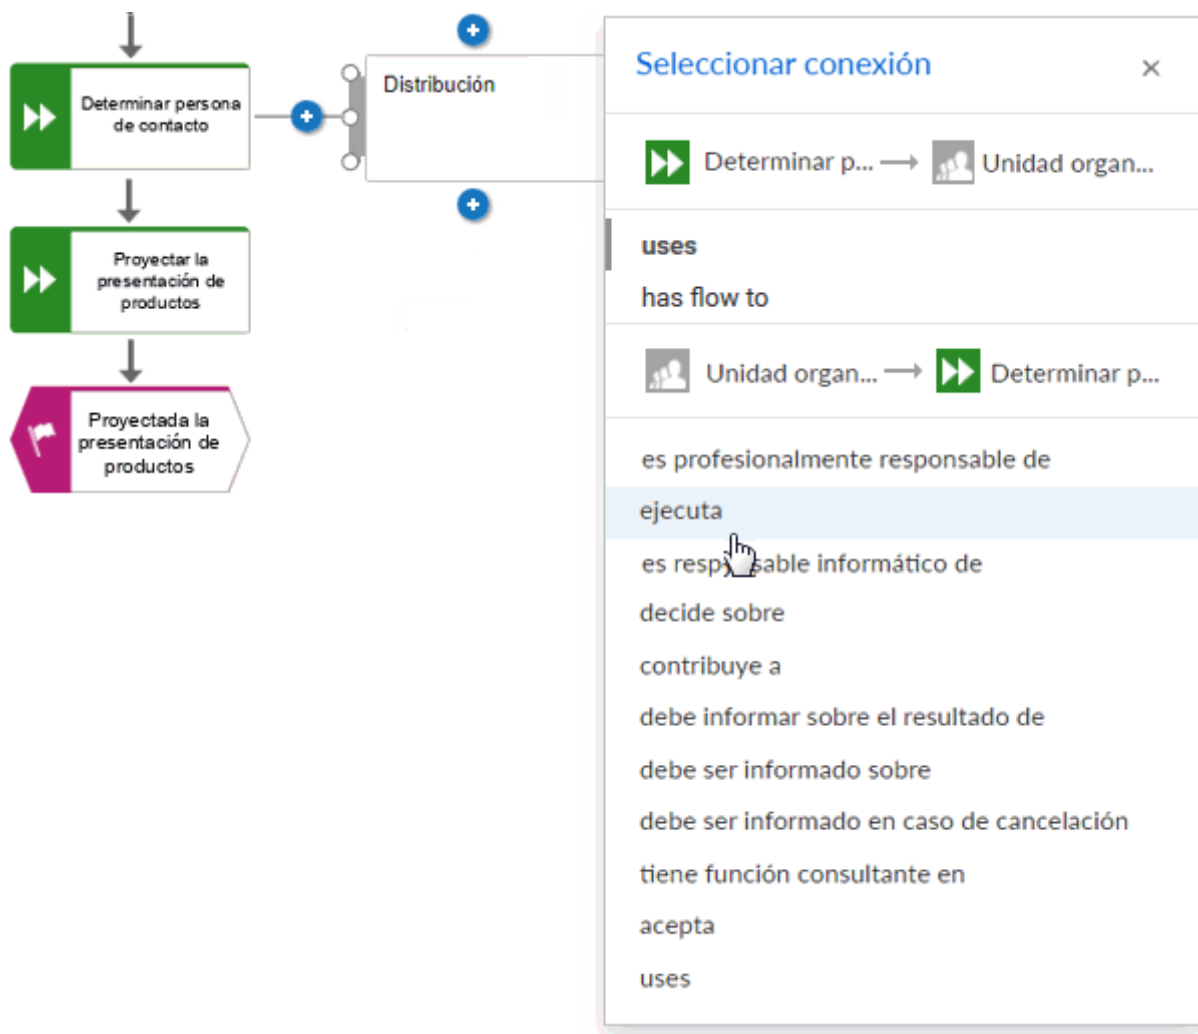 Determinar persona
de contacto
Distribución
Proyectar la
presentación de
productos
Proyectada la
presentación de
productos
Seleccionar conexión
Determinar p...
Unidad organ...
uses
has flow to
Unidad organ...
Determinar p...
es profesionalmente responsable de
ejecuta
es responsable informático de
decide sobre
contribuye a
debe informar sobre el resultado de
debe ser informado sobre
debe ser informado en caso de cancelación
tiene función consultante en
acepta
uses